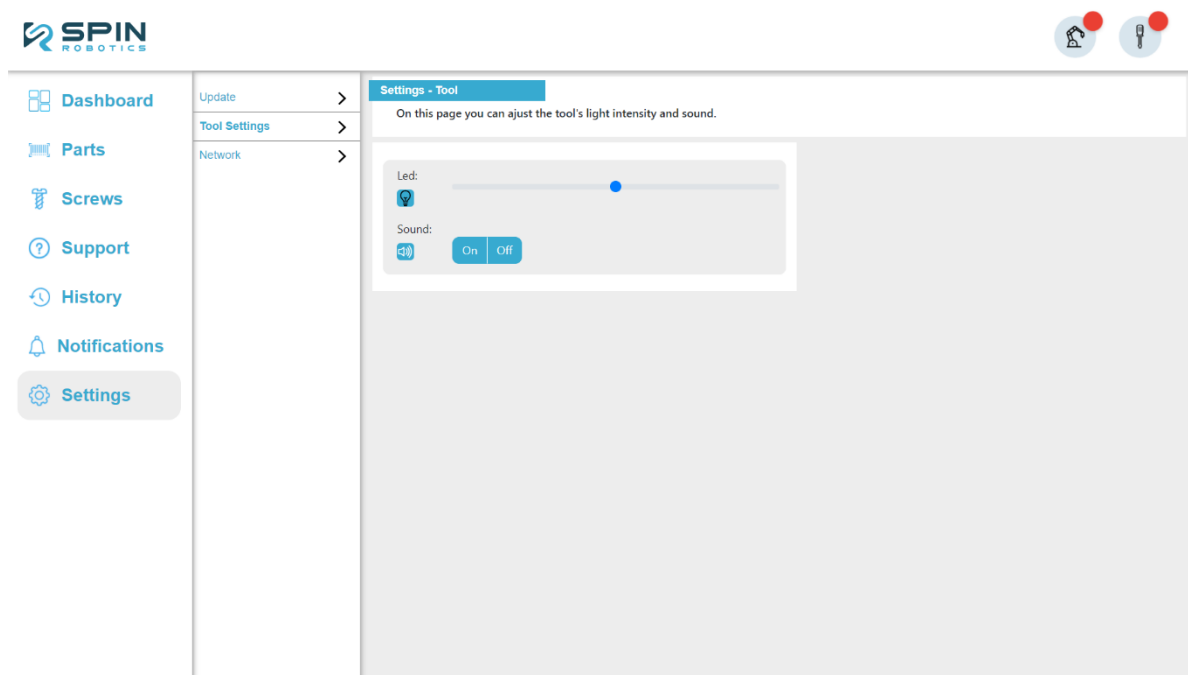 SPIN
ROBOTICS
Dashboard
Parts
Screws
Support
History
Notifications
Settings
Update
Tool Settings
Network
Settings - Tool
On this page you can ajust the tool's light intensity and sound.
Led:
Sound:
On Off